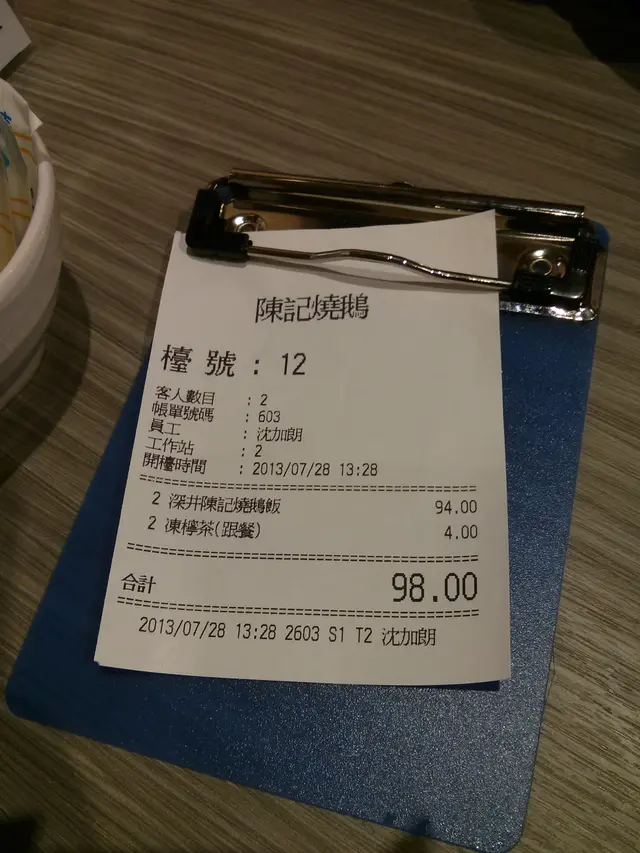 陳記燒鵝
檯 號 : 12
客人數目 : 2
帳單號碼 : 603
員工 : 沈加朗
工作站 : 2
開檯時間 : 2013/07/28 13:28
2 深井陳記燒鵝飯 94.00
2 凍檸茶(跟餐) 4.00
合計 98.00
2013/07/28 13:28 2603 S1 T2 沈加朗